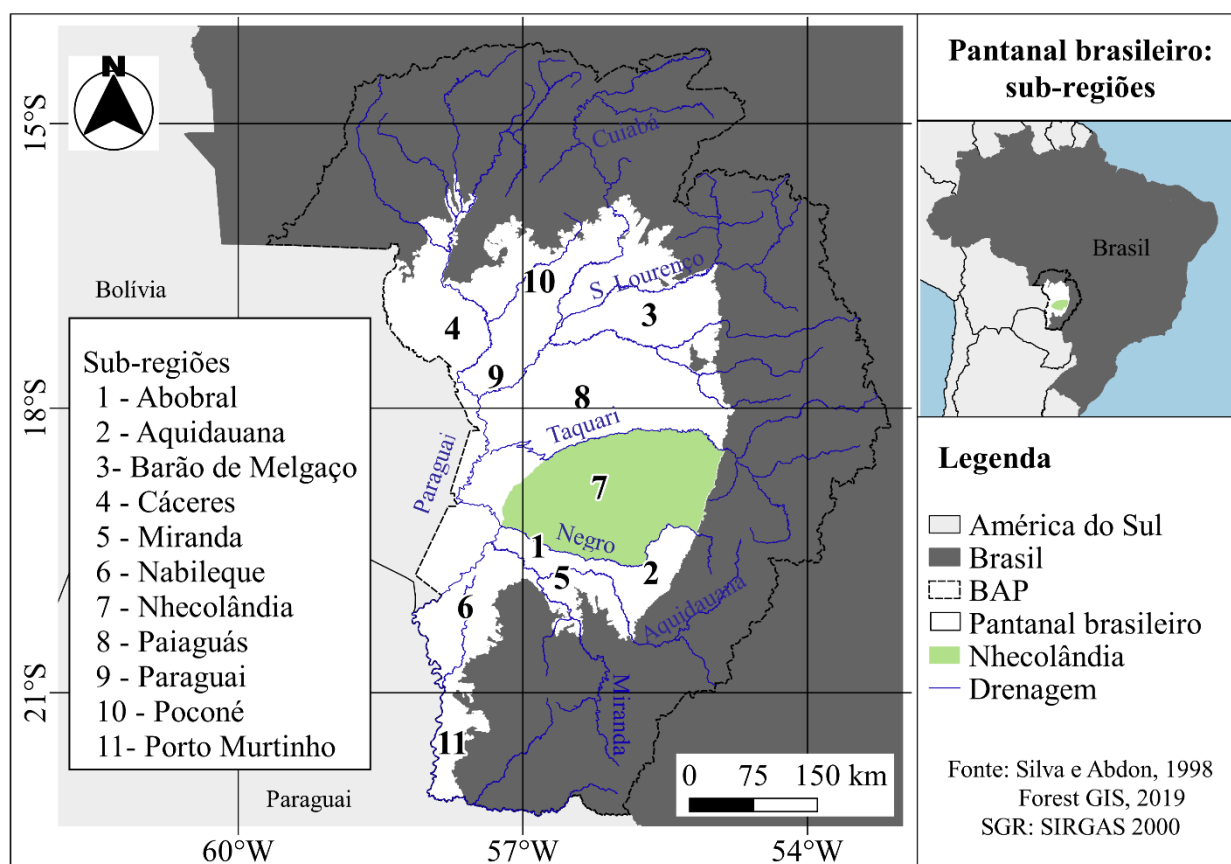 N
15°S
18°S
21°S
60°W
57°W
54°W
Bolívia
Paraguai
Cuiabá
S. Lourenço
Taquari
Paraguai
Negro
Aquidauana
Miranda
10
4
3
9
8
7
1
2
5
6
11
Sub-regiões
1 - Abobral
2 - Aquidauana
3- Barão de Melgaço
4 - Cáceres
5 - Miranda
6 - Nabileque
7 - Nhecolândia
8 - Paiaguás
9 - Paraguai
10 - Poconé
11- Porto Murtinho
0 75 150 km
Pantanal brasileiro:
sub-regiões
Brasil
Legenda
América do Sul
Brasil
BAP
Pantanal brasileiro
Nhecolândia
Drenagem
Fonte: Silva e Abdon, 1998
Forest GIS, 2019
SGR: SIRGAS 2000